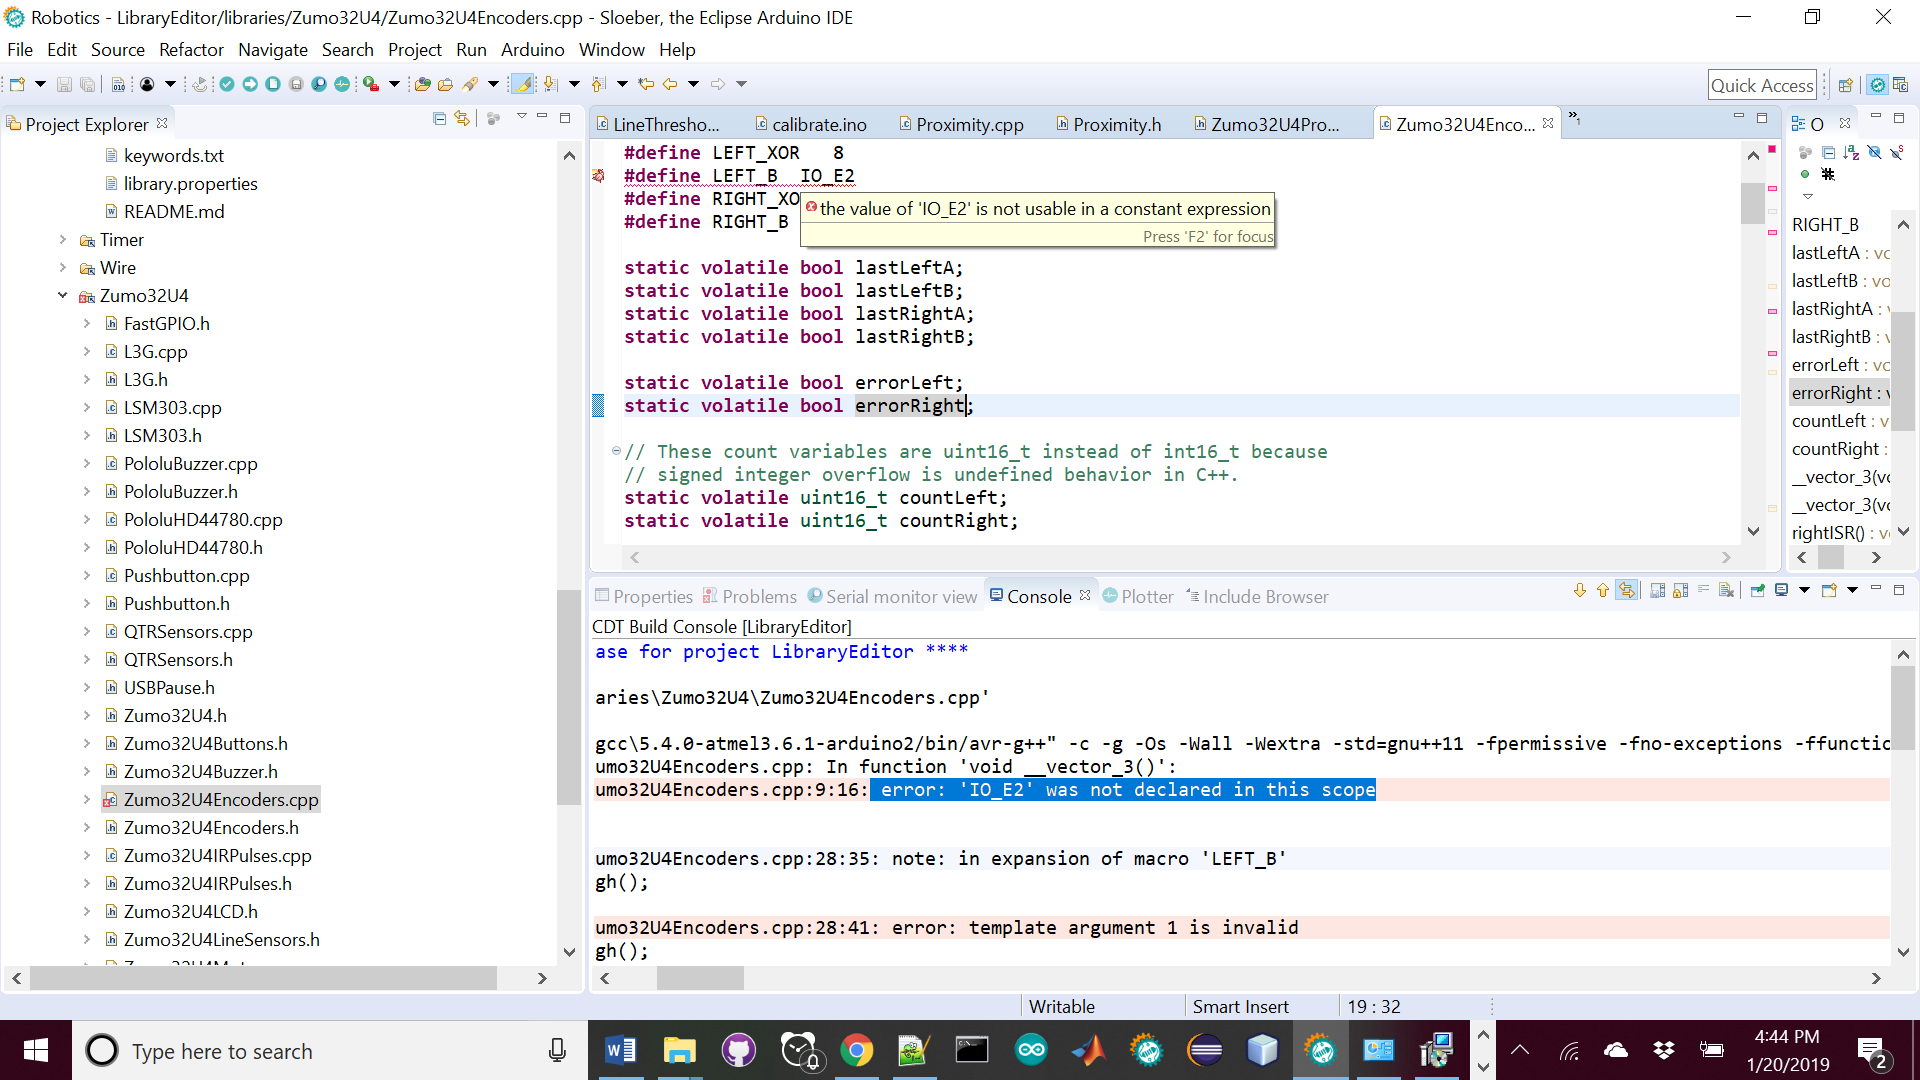 Robotics - LibraryEditor/libraries/Zumo32U4/Zumo32U4Encoders.cpp - Sloeber, the Eclipse Arduino IDE
File Edit Source Refactor Navigate Search Project Run Arduino Window Help
Quick Access
Project Explorer
keywords.txt
library.properties
README.md
Timer
Wire
Zumo32U4
FastGPIO.h
L3G.cpp
L3G.h
LSM303.cpp
LSM303.h
PololuBuzzer.cpp
PololuBuzzer.h
PololuHD44780.cpp
PololuHD44780.h
Pushbutton.cpp
Pushbutton.h
QTRSensors.cpp
QTRSensors.h
USBPause.h
Zumo32U4.h
Zumo32U4Buttons.h
Zumo32U4Buzzer.h
Zumo32U4Encoders.cpp
Zumo32U4Encoders.h
Zumo32U4IRPulses.cpp
Zumo32U4IRPulses.h
Zumo32U4LCD.h
Zumo32U4LineSensors.h
LineThresho... calibrate.ino Proximity.cpp Proximity.h Zumo32U4Pro... Zumo32U4Enco... »1
#define LEFT_XOR 8
#define LEFT_B IO_E2
#define RIGHT_XO
#define RIGHT_B
the value of 'IO_E2' is not usable in a constant expression
Press 'F2' for focus
static volatile bool lastLeftA;
static volatile bool lastLeftB;
static volatile bool lastRightA;
static volatile bool lastRightB;
static volatile bool errorLeft;
static volatile bool errorRight;
// These count variables are uint16_t instead of int16_t because
// signed integer overflow is undefined behavior in C++.
static volatile uint16_t countLeft;
static volatile uint16_t countRight;
O
RIGHT_B
lastLeftA : vo
lastLeftB : vo
lastRightA : v
lastRightB : v
errorLeft : vo
errorRight : v
countLeft : v
countRight :
__vector_3(vo
__vector_3(vo
rightISR() : v
Properties Problems Serial monitor view Console Plotter Include Browser
CDT Build Console [LibraryEditor]
ase for project LibraryEditor ****
aries\Zumo32U4\Zumo32U4Encoders.cpp'
gcc\5.4.0-atmel3.6.1-arduino2/bin/avr-g++" -c -g -Os -Wall -Wextra -std=gnu++11 -fpermissive -fno-exceptions -ffunctio
umo32U4Encoders.cpp: In function 'void __vector_3()':
umo32U4Encoders.cpp:9:16: error: 'IO_E2' was not declared in this scope
umo32U4Encoders.cpp:28:35: note: in expansion of macro 'LEFT_B'
gh();
umo32U4Encoders.cpp:28:41: error: template argument 1 is invalid
gh();
Writable Smart Insert 19 : 32
Type here to search
4:44 PM
1/20/2019
2